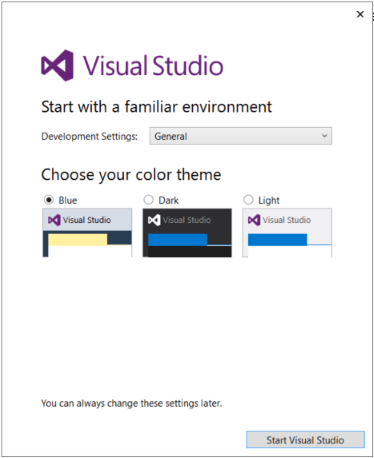 Visual Studio
Start with a familiar environment
Development Settings: General
Choose your color theme
Blue Dark Light
Visual Studio Visual Studio Visual Studio
You can always change these settings later.
Start Visual Studio